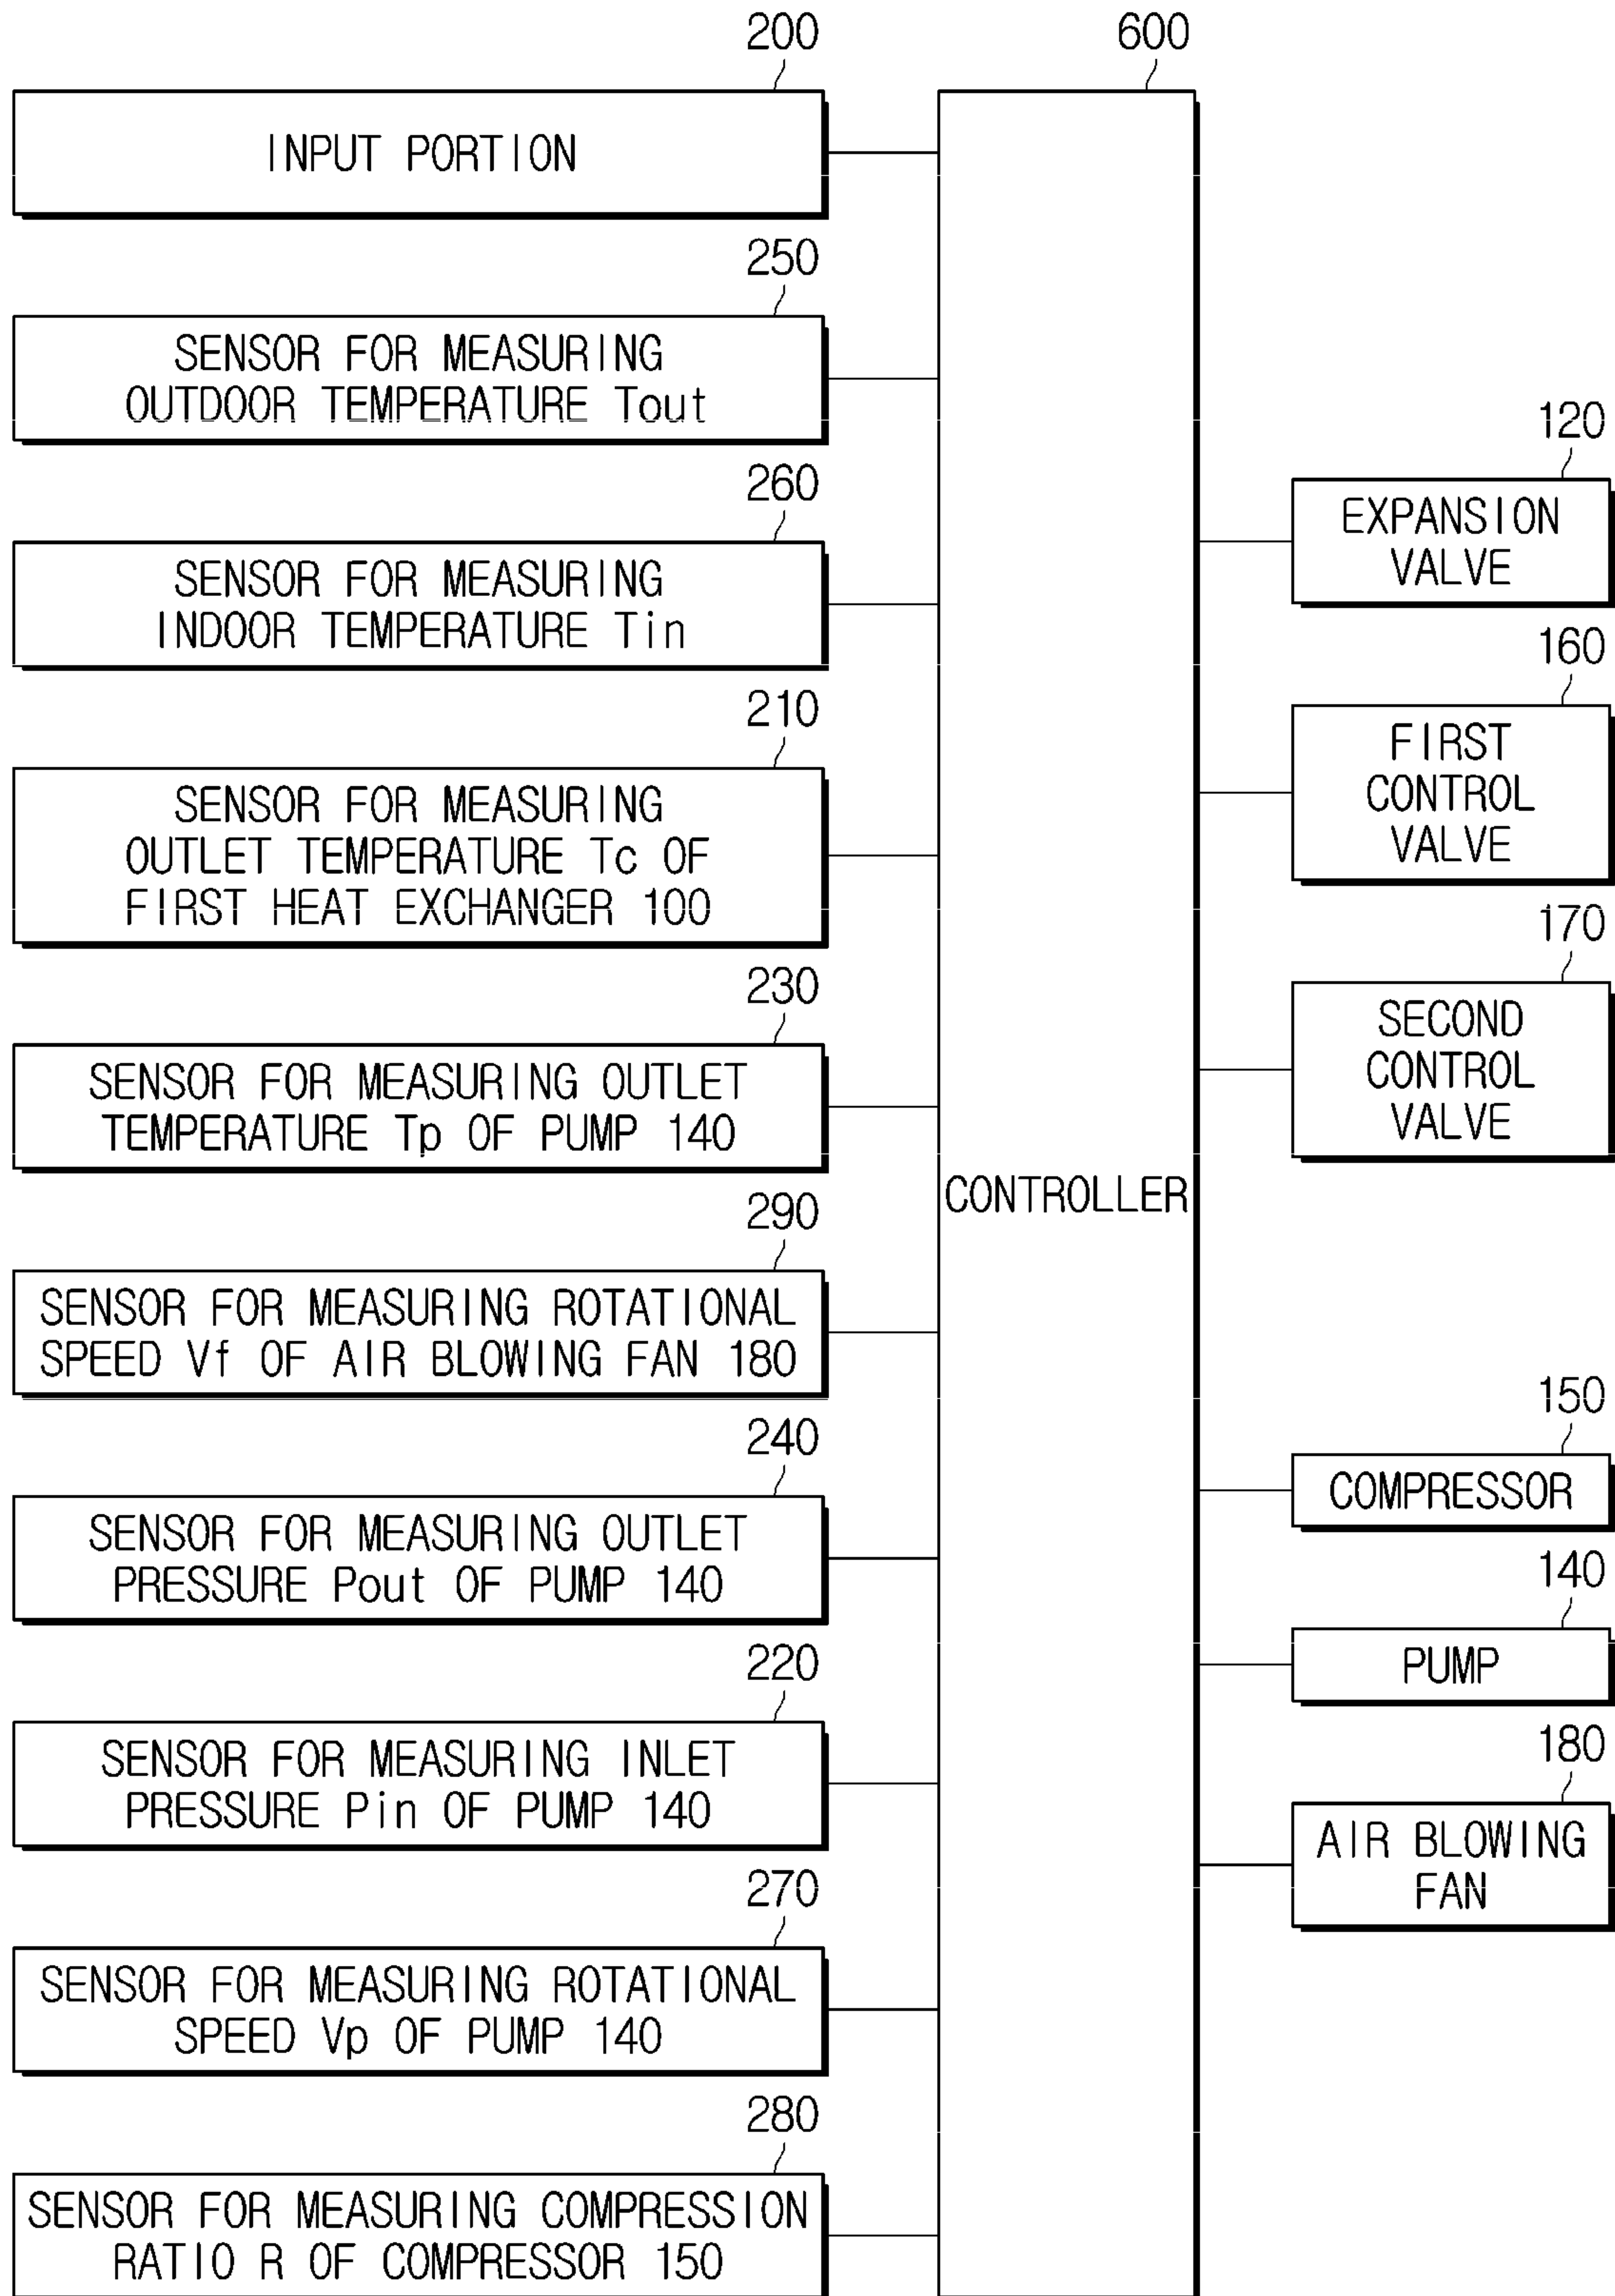 200
INPUT PORTION
250
SENSOR FOR MEASURING
OUTDOOR TEMPERATURE Tout
260
SENSOR FOR MEASURING
INDOOR TEMPERATURE Tin
210
SENSOR FOR MEASURING
OUTLET TEMPERATURE Tc OF
FIRST HEAT EXCHANGER 100
230
SENSOR FOR MEASURING OUTLET
TEMPERATURE Tp OF PUMP 140
290
SENSOR FOR MEASURING ROTATIONAL
SPEED Vf OF AIR BLOWING FAN 180
240
SENSOR FOR MEASURING OUTLET
PRESSURE Pout OF PUMP 140
220
SENSOR FOR MEASURING INLET
PRESSURE Pin OF PUMP 140
270
SENSOR FOR MEASURING ROTATIONAL
SPEED Vp OF PUMP 140
280
SENSOR FOR MEASURING COMPRESSION
RATIO R OF COMPRESSOR 150
600
CONTROLLER
120
EXPANSION
VALVE
160
FIRST
CONTROL
VALVE
170
SECOND
CONTROL
VALVE
150
COMPRESSOR
140
PUMP
180
AIR BLOWING
FAN